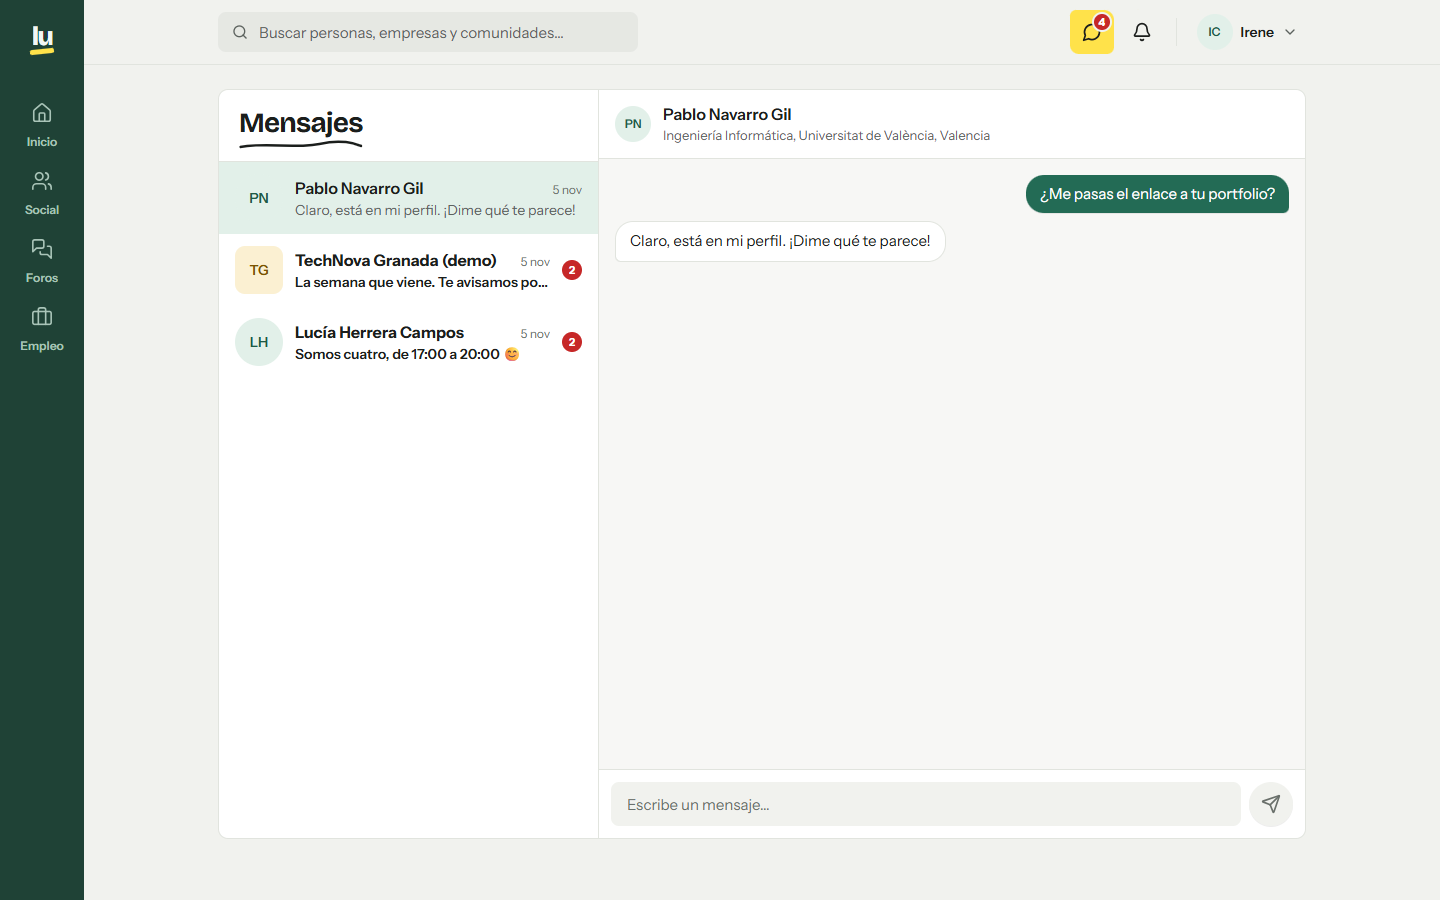 lu
Buscar personas, empresas y comunidades...
4
IC
Irene
Inicio
Social
Foros
Empleo
Mensajes
PN
Pablo Navarro Gil
5 nov
Claro, está en mi perfil. ¡Dime qué te parece!
TG
TechNova Granada (demo)
5 nov
La semana que viene. Te avisamos po...
2
LH
Lucía Herrera Campos
5 nov
Somos cuatro, de 17:00 a 20:00 😊
2
PN
Pablo Navarro Gil
Ingeniería Informática, Universitat de València, Valencia
¿Me pasas el enlace a tu portfolio?
Claro, está en mi perfil. ¡Dime qué te parece!
Escribe un mensaje...